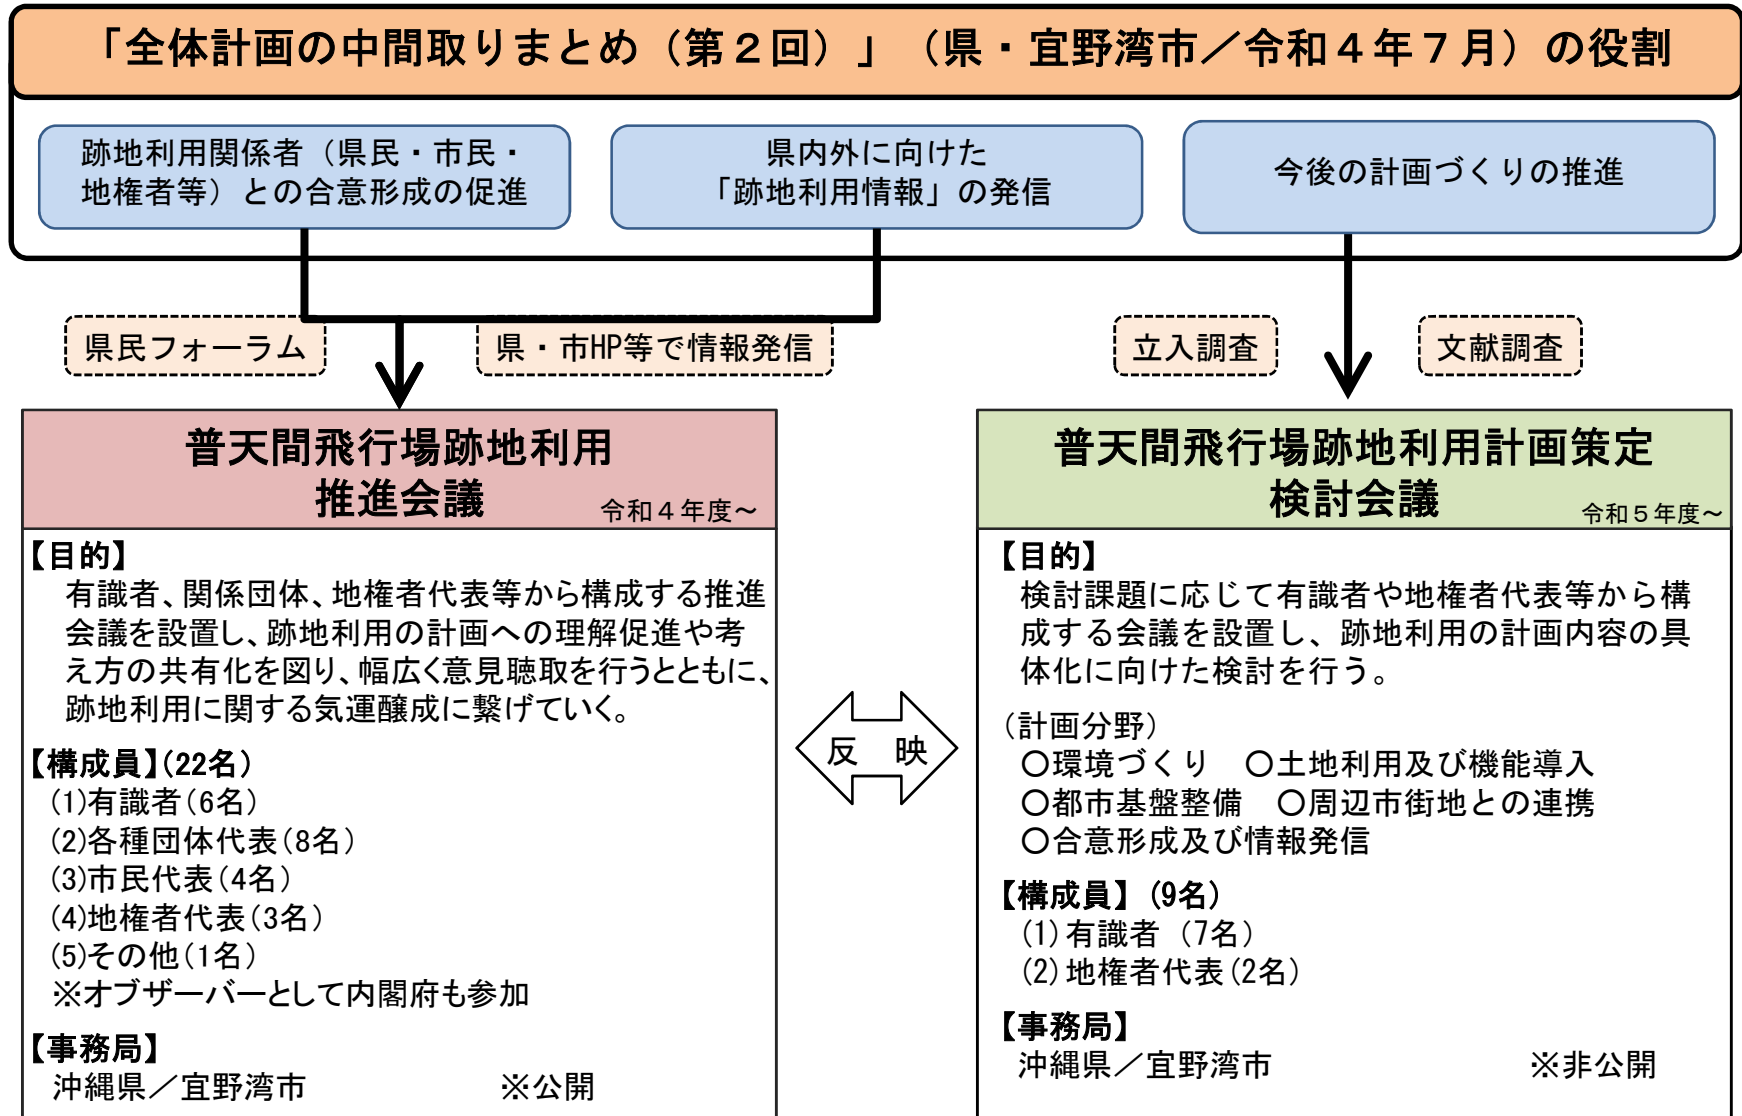 「全体計画の中間取りまとめ（第２回）」（県・宜野湾市／令和４年７月）の役割
跡地利用関係者（県民・市民・
地権者等）との合意形成の促進
県内外に向けた
「跡地利用情報」の発信
今後の計画づくりの推進
県民フォーラム
県・市HP等で情報発信
立入調査
文献調査
普天間飛行場跡地利用
推進会議
令和４年度～
【目的】
有識者、関係団体、地権者代表等から構成する推進
会議を設置し、跡地利用の計画への理解促進や考
え方の共有化を図り、幅広く意見聴取を行うとともに、
跡地利用に関する気運醸成に繋げていく。
【構成員】(22名)
(1)有識者(6名)
(2)各種団体代表(8名)
(3)市民代表(4名)
(4)地権者代表(3名)
(5)その他(1名)
※オブザーバーとして内閣府も参加
【事務局】
沖縄県／宜野湾市　※公開
反　映
普天間飛行場跡地利用計画策定
検討会議
令和５年度～
【目的】
検討課題に応じて有識者や地権者代表等から構
成する会議を設置し、跡地利用の計画内容の具
体化に向けた検討を行う。
(計画分野)
〇環境づくり　〇土地利用及び機能導入
〇都市基盤整備　〇周辺市街地との連携
〇合意形成及び情報発信
【構成員】(9名)
(1)有識者（7名）
(2)地権者代表(2名)
【事務局】
沖縄県／宜野湾市　※非公開